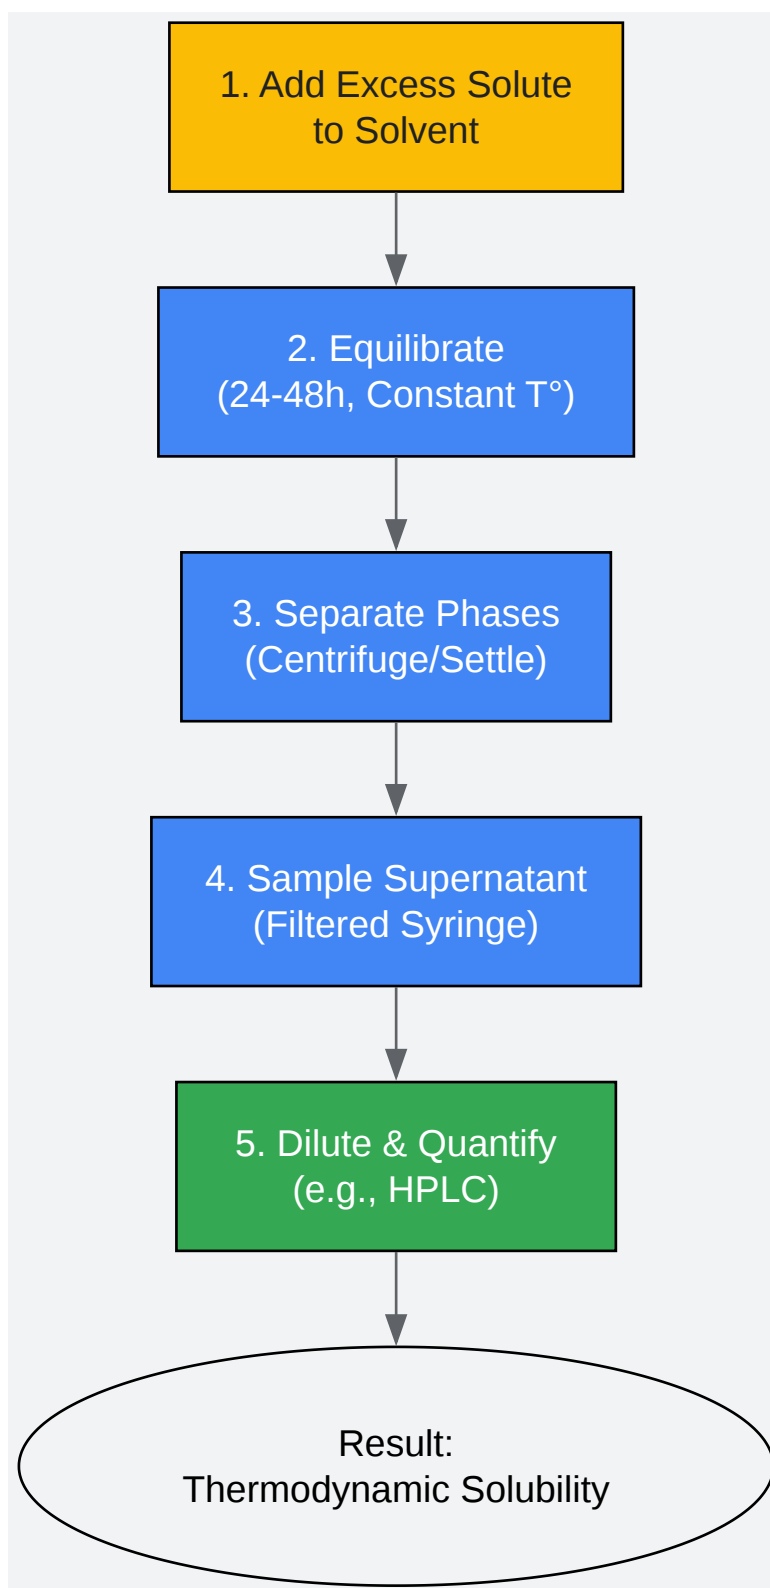 1. Add Excess Solute
to Solvent
2. Equilibrate
(24-48h, Constant T°)
3. Separate Phases
(Centrifuge/Settle)
4. Sample Supernatant
(Filtered Syringe)
5. Dilute & Quantify
(e.g., HPLC)
Result:
Thermodynamic Solubility